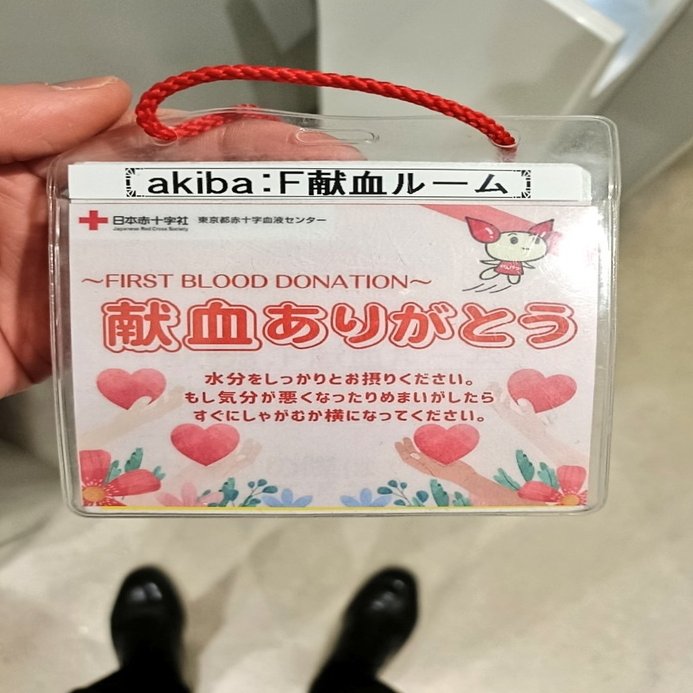 akiba:F献血ルーム
日本赤十字社 東京都赤十字血液センター
Japanese Red Cross Society
～FIRST BLOOD DONATION～
献血ありがとう
水分をしっかりとお摂りください。
もし気分が悪くなったりめまいがしたら
すぐにしゃがむか横になってください。